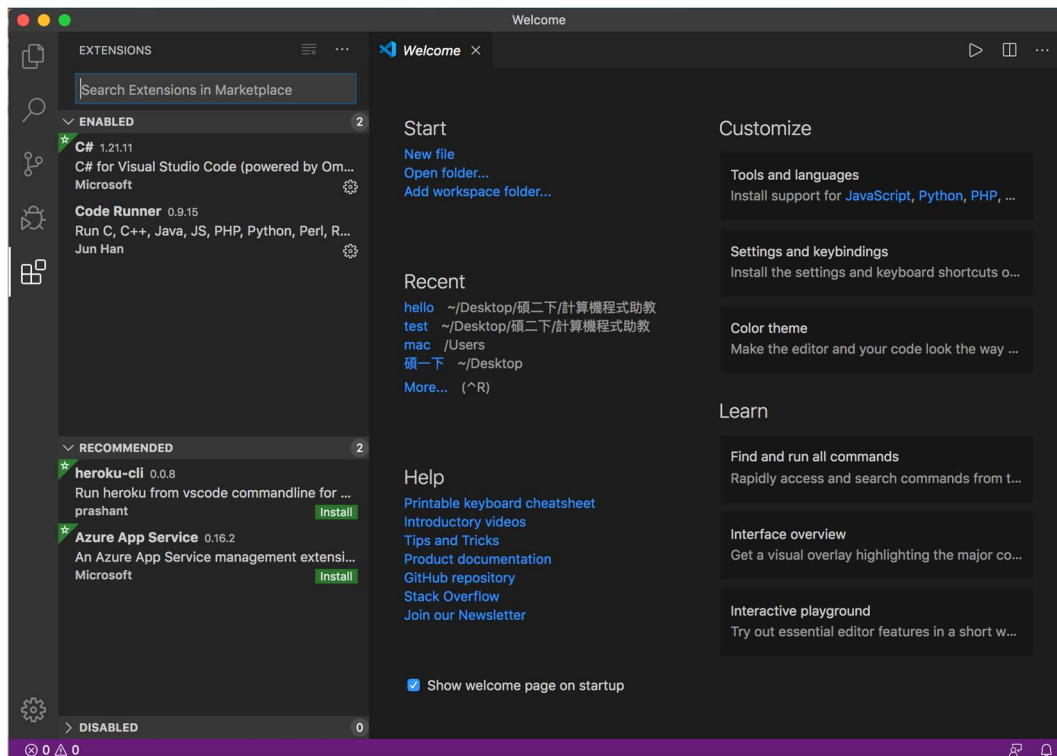 Welcome
EXTENSIONS
Search Extensions in Marketplace
ENABLED 2
C# 1.21.11
C# for Visual Studio Code (powered by Om...
Microsoft
Code Runner 0.9.15
Run C, C++, Java, JS, PHP, Python, Perl, R...
Jun Han
RECOMMENDED 2
heroku-cli 0.0.8
Run heroku from vscode commandline for ...
prashant
Install
Azure App Service 0.16.2
An Azure App Service management extensi...
Microsoft
Install
DISABLED 0
Welcome
Start
New file
Open folder...
Add workspace folder...
Recent
hello ~/Desktop/碩二下/計算機程式助教
test ~/Desktop/碩二下/計算機程式助教
mac /Users
碩一下 ~/Desktop
More... (^R)
Help
Printable keyboard cheatsheet
Introductory videos
Tips and Tricks
Product documentation
GitHub repository
Stack Overflow
Join our Newsletter
Show welcome page on startup
Customize
Tools and languages
Install support for JavaScript, Python, PHP, ...
Settings and keybindings
Install the settings and keyboard shortcuts o...
Color theme
Make the editor and your code look the way ...
Learn
Find and run all commands
Rapidly access and search commands from t...
Interface overview
Get a visual overlay highlighting the major co...
Interactive playground
Try out essential editor features in a short w...
0 0